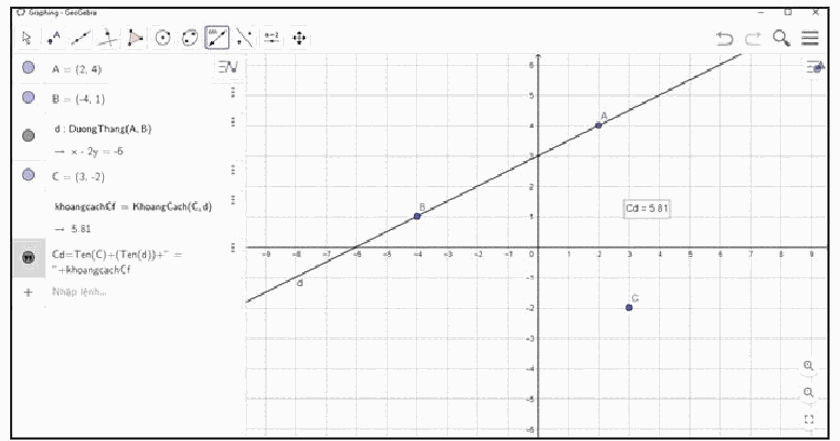 Graphing - GeoGebra
A = (2, 4)
B = (-4, 1)
d : DuongThang(A, B)
→ x - 2y = -6
C = (3, -2)
khoangcachCf = KhoangCach(C,d)
→ 5.81
Cd=Ten(C)+(Ten(d))+" =
"+khoangcachCf
Nhập lệnh...
a=2
A
B
C
d
Cd = 5.81
-9 -8 -7 -6 -5 -4 -3 -2 -1 0 1 2 3 4 5 6 7 8 9
6
5
4
3
2
1
-1
-2
-3
-4
-5
-6